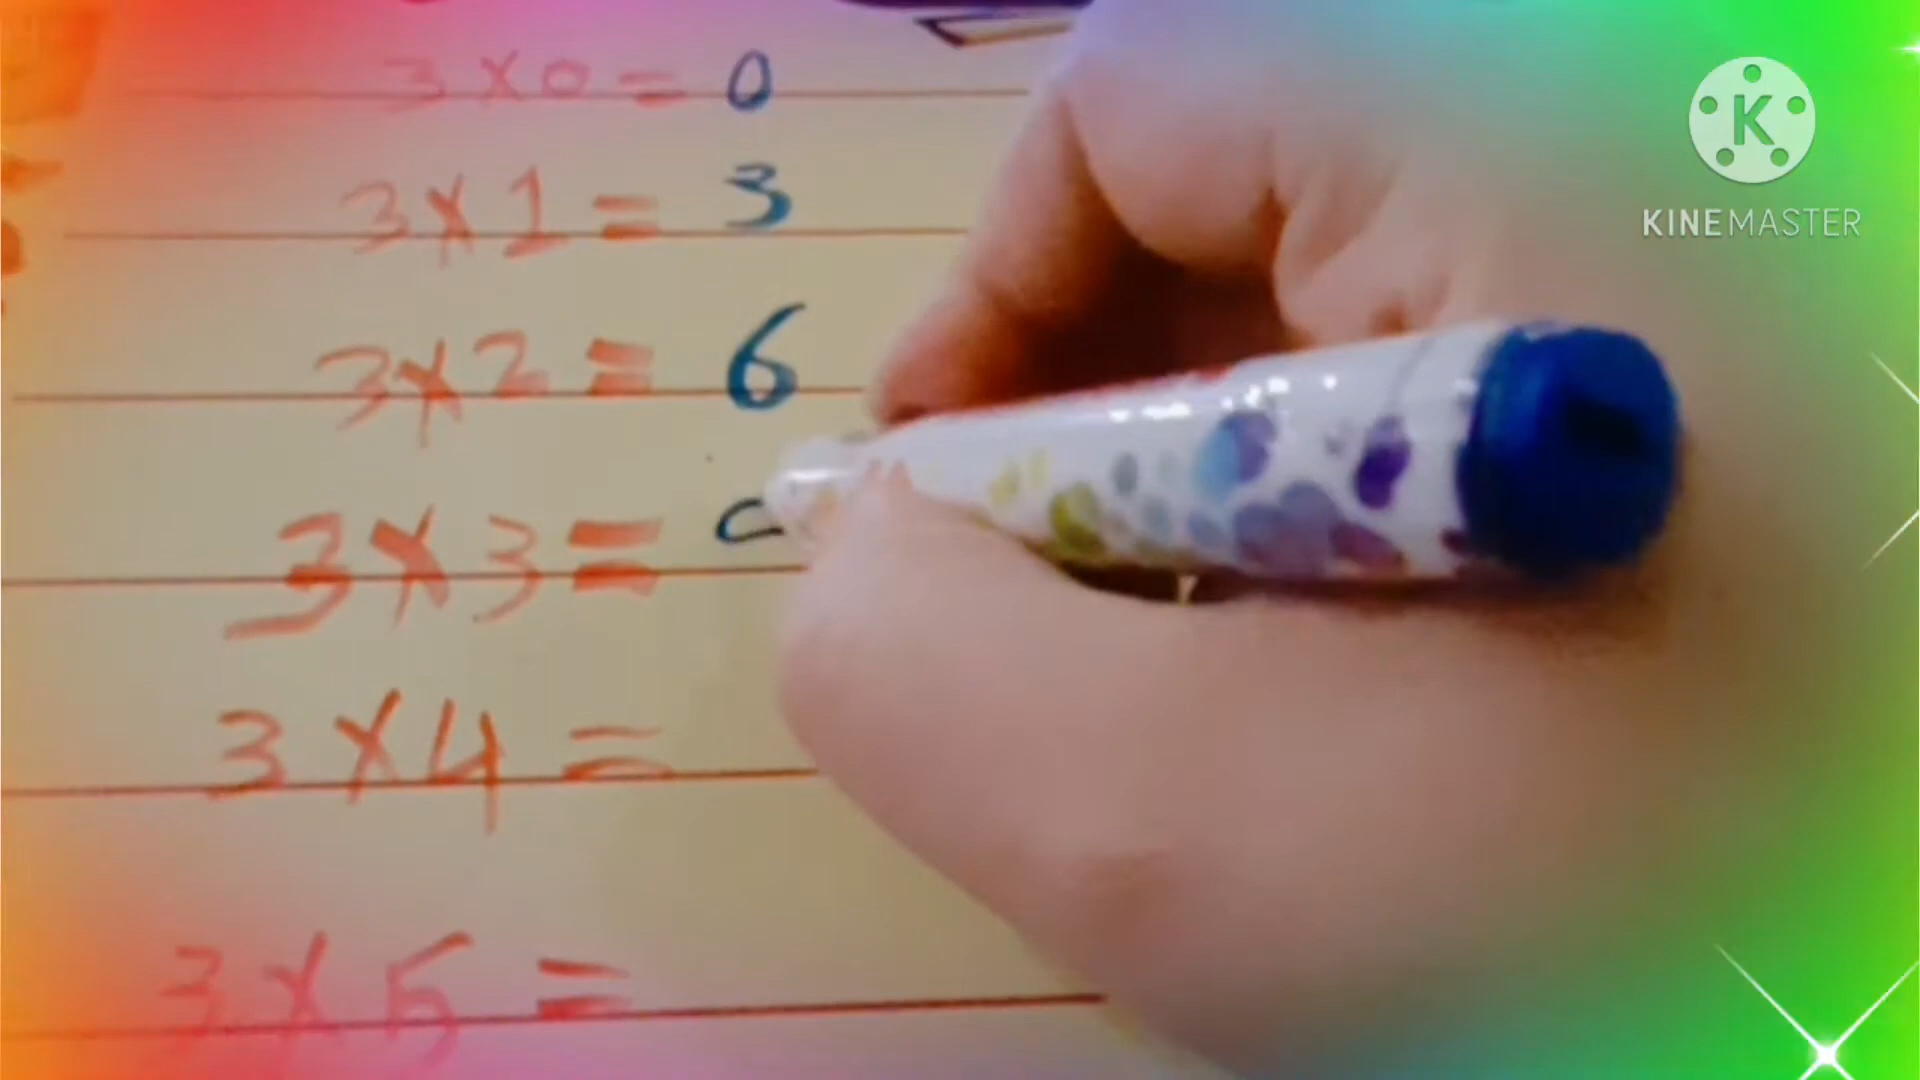 3 X 0 = 0
3 X 1 = 3
3 X 2 = 6
3 X 3 =
3 X 4 =
3 X 5 =
K
KINEMASTER